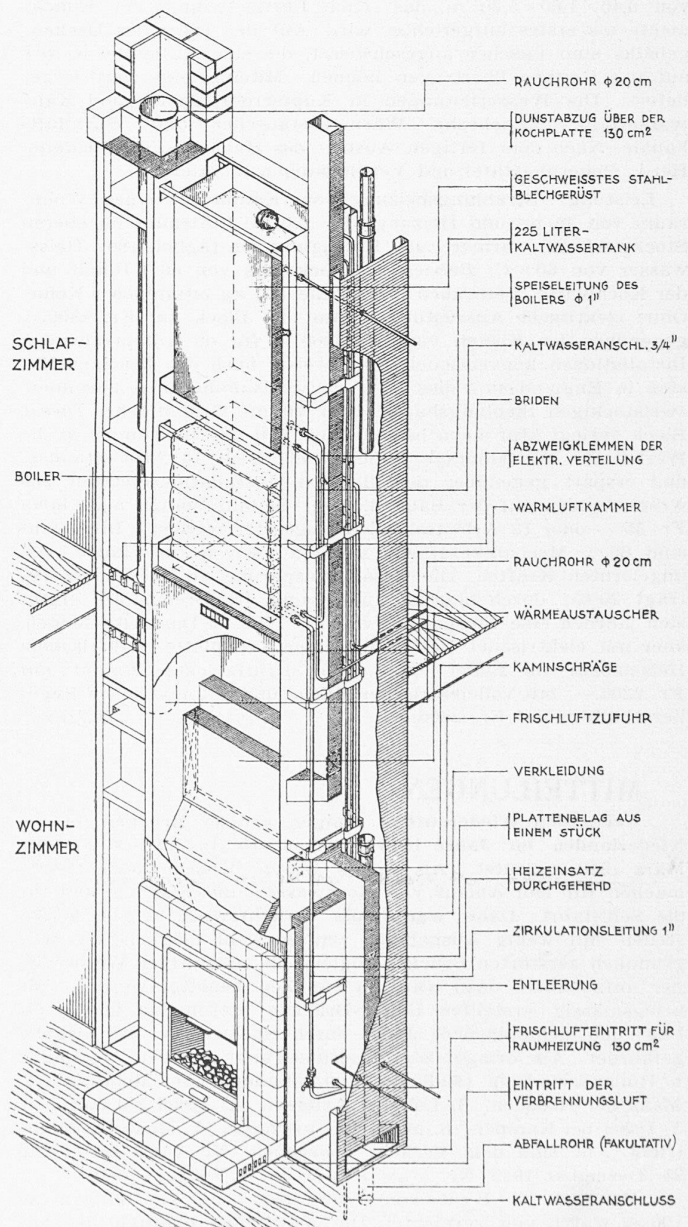 RAUCHROHR ϕ 20 cm
DUNSTABZUG ÜBER DER
KOCHPLATTE 130 cm²
GESCHWEISSTES STAHL-
BLECHGERÜST
225 LITER-
KALTWASSERTANK
SPEISELEITUNG DES
BOILERS ϕ 1"
SCHLAF-
ZIMMER
KALTWASSERANSCHL. 3/4"
BRIDEN
ABZWEIGKLEMMEN DER
ELEKTR. VERTEILUNG
BOILER
WARMLUFTKAMMER
RAUCHROHR ϕ 20 cm
WÄRMEAUSTAUSCHER
KAMINSCHRÄGE
FRISCHLUFTZUFUHR
VERKLEIDUNG
WOHN-
ZIMMER
PLATTENBELAG AUS
EINEM STÜCK
HEIZEINSATZ
DURCHGEHEHD
ZIRKULATIONSLEITUNG 1"
ENTLEERUNG
FRISCHLUFTEINTRITT FÜR
RAUMHEIZUNG 130 cm²
EINTRITT DER
VERBRENNUNGSLUFT
ABFALLROHR (FAKULTATIV)
KALTWASSERANSCHLUSS